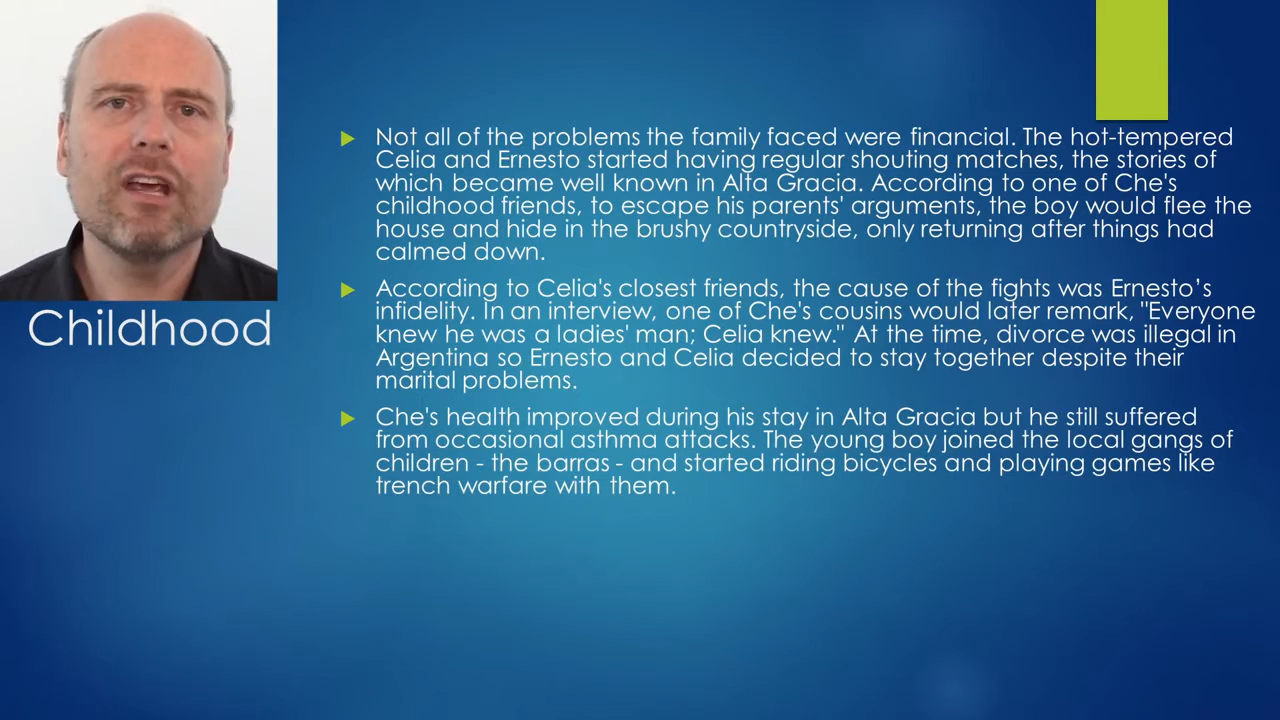 Childhood
Not all of the problems the family faced were financial. The hot-tempered
Celia and Ernesto started having regular shouting matches, the stories of
which became well known in Alta Gracia. According to one of Che's
childhood friends, to escape his parents' arguments, the boy would flee the
house and hide in the brushy countryside, only returning after things had
calmed down.
According to Celia's closest friends, the cause of the fights was Ernesto’s
infidelity. In an interview, one of Che's cousins would later remark, "Everyone
knew he was a ladies' man; Celia knew." At the time, divorce was illegal in
Argentina so Ernesto and Celia decided to stay together despite their
marital problems.
Che's health improved during his stay in Alta Gracia but he still suffered
from occasional asthma attacks. The young boy joined the local gangs of
children - the barras - and started riding bicycles and playing games like
trench warfare with them.